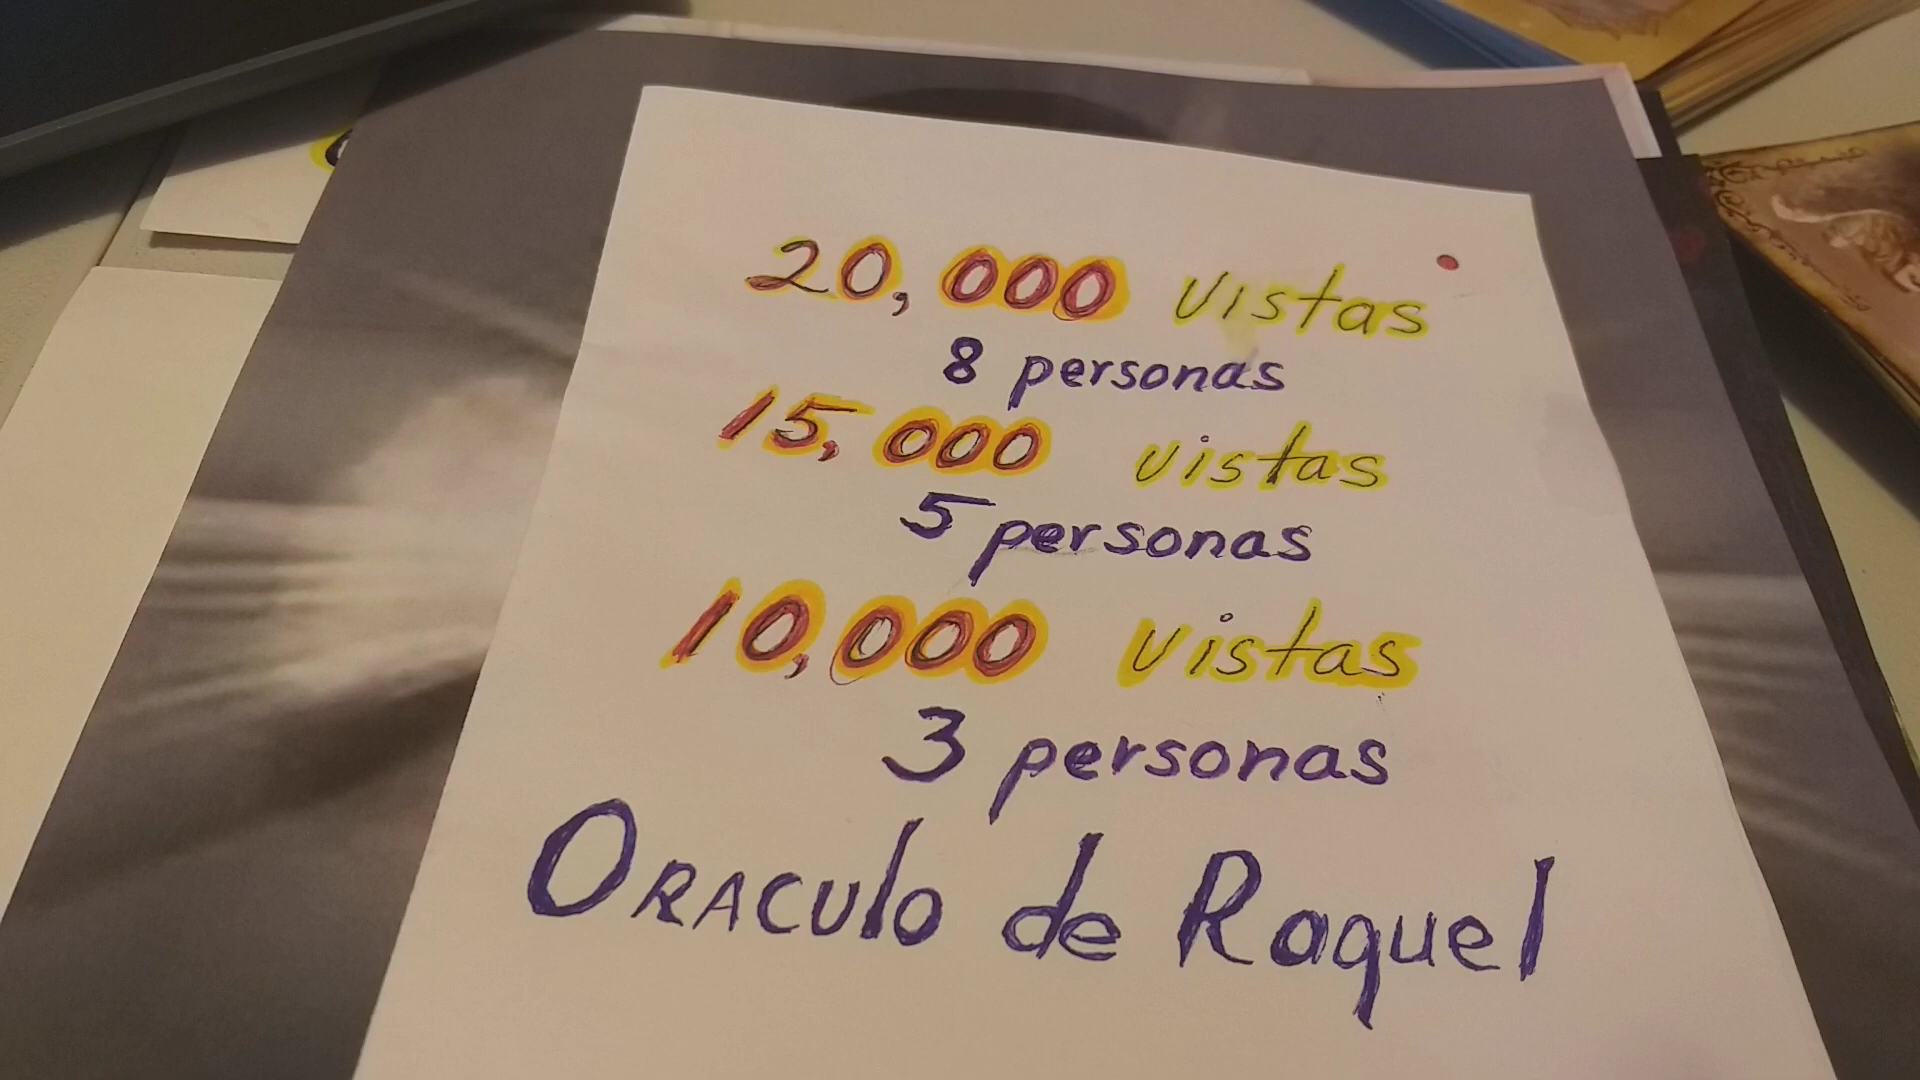 20,000 Vistas
8 personas
15,000 vistas
5 personas
10,000 Vistas
3 personas
ORACUlo de Raquel